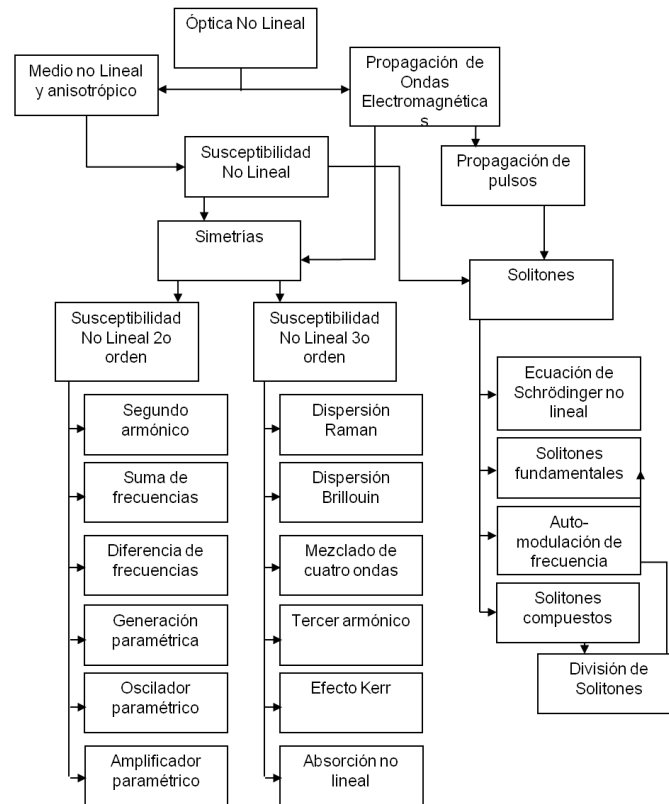 Óptica No Lineal
Medio no Lineal
y anisotrópico
Propagación de
Ondas
Electromagnética
s
Susceptibilidad
No Lineal
Propagación de
pulsos
Simetrías
Solitones
Susceptibilidad
No Lineal 2o
orden
Susceptibilidad
No Lineal 3o
orden
Segundo
armónico
Suma de
frecuencias
Diferencia de
frecuencias
Generación
paramétrica
Oscilador
paramétrico
Amplificador
paramétrico
Dispersión
Raman
Dispersión
Brillouin
Mezclado de
cuatro ondas
Tercer armónico
Efecto Kerr
Absorción no
lineal
Ecuación de
Schrödinger no
lineal
Solitones
fundamentales
Auto-
modulación de
frecuencia
Solitones
compuestos
División de
Solitones